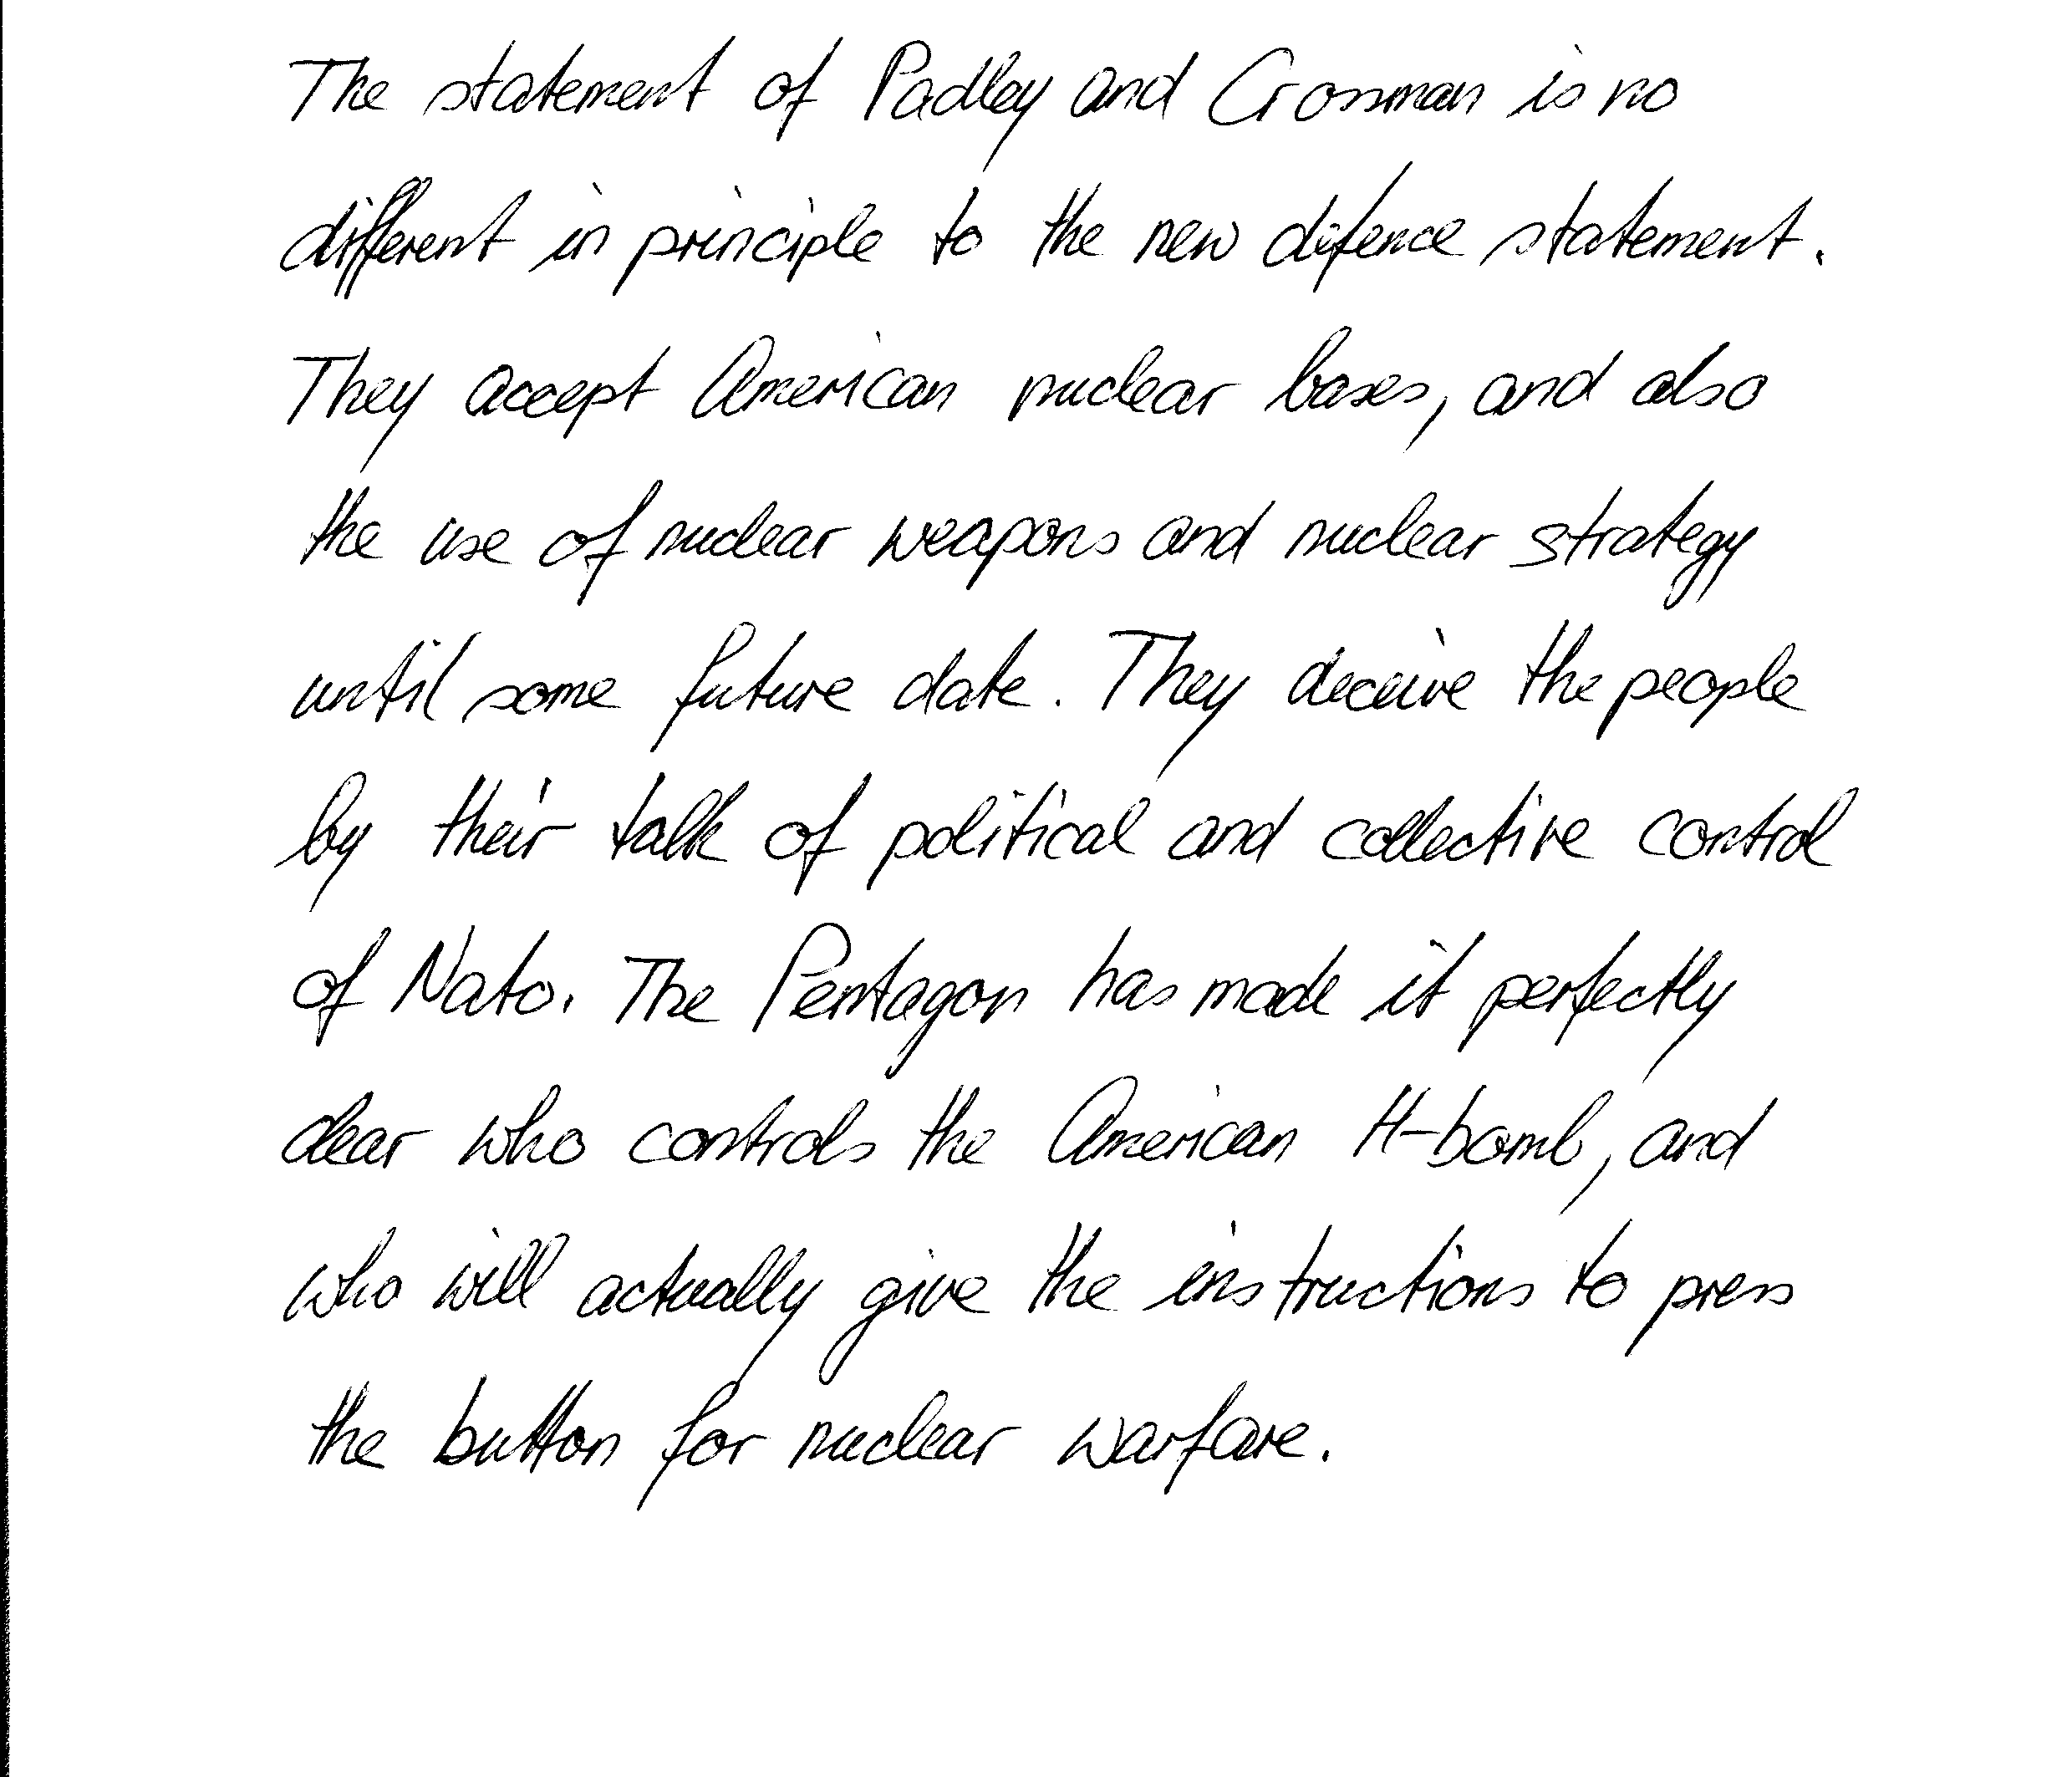 The statement of Padley and Crossman is no
different in principle to the new defence statement.
They accept American nuclear bases, and also
the use of nuclear weapons and nuclear strategy
until some future date. They deceive the people
by their talk of political and collective control
of Nato. The Pentagon has made it perfectly
clear who controls the American H-bomb, and
who will actually give the instructions to press
the button for nuclear warfare.